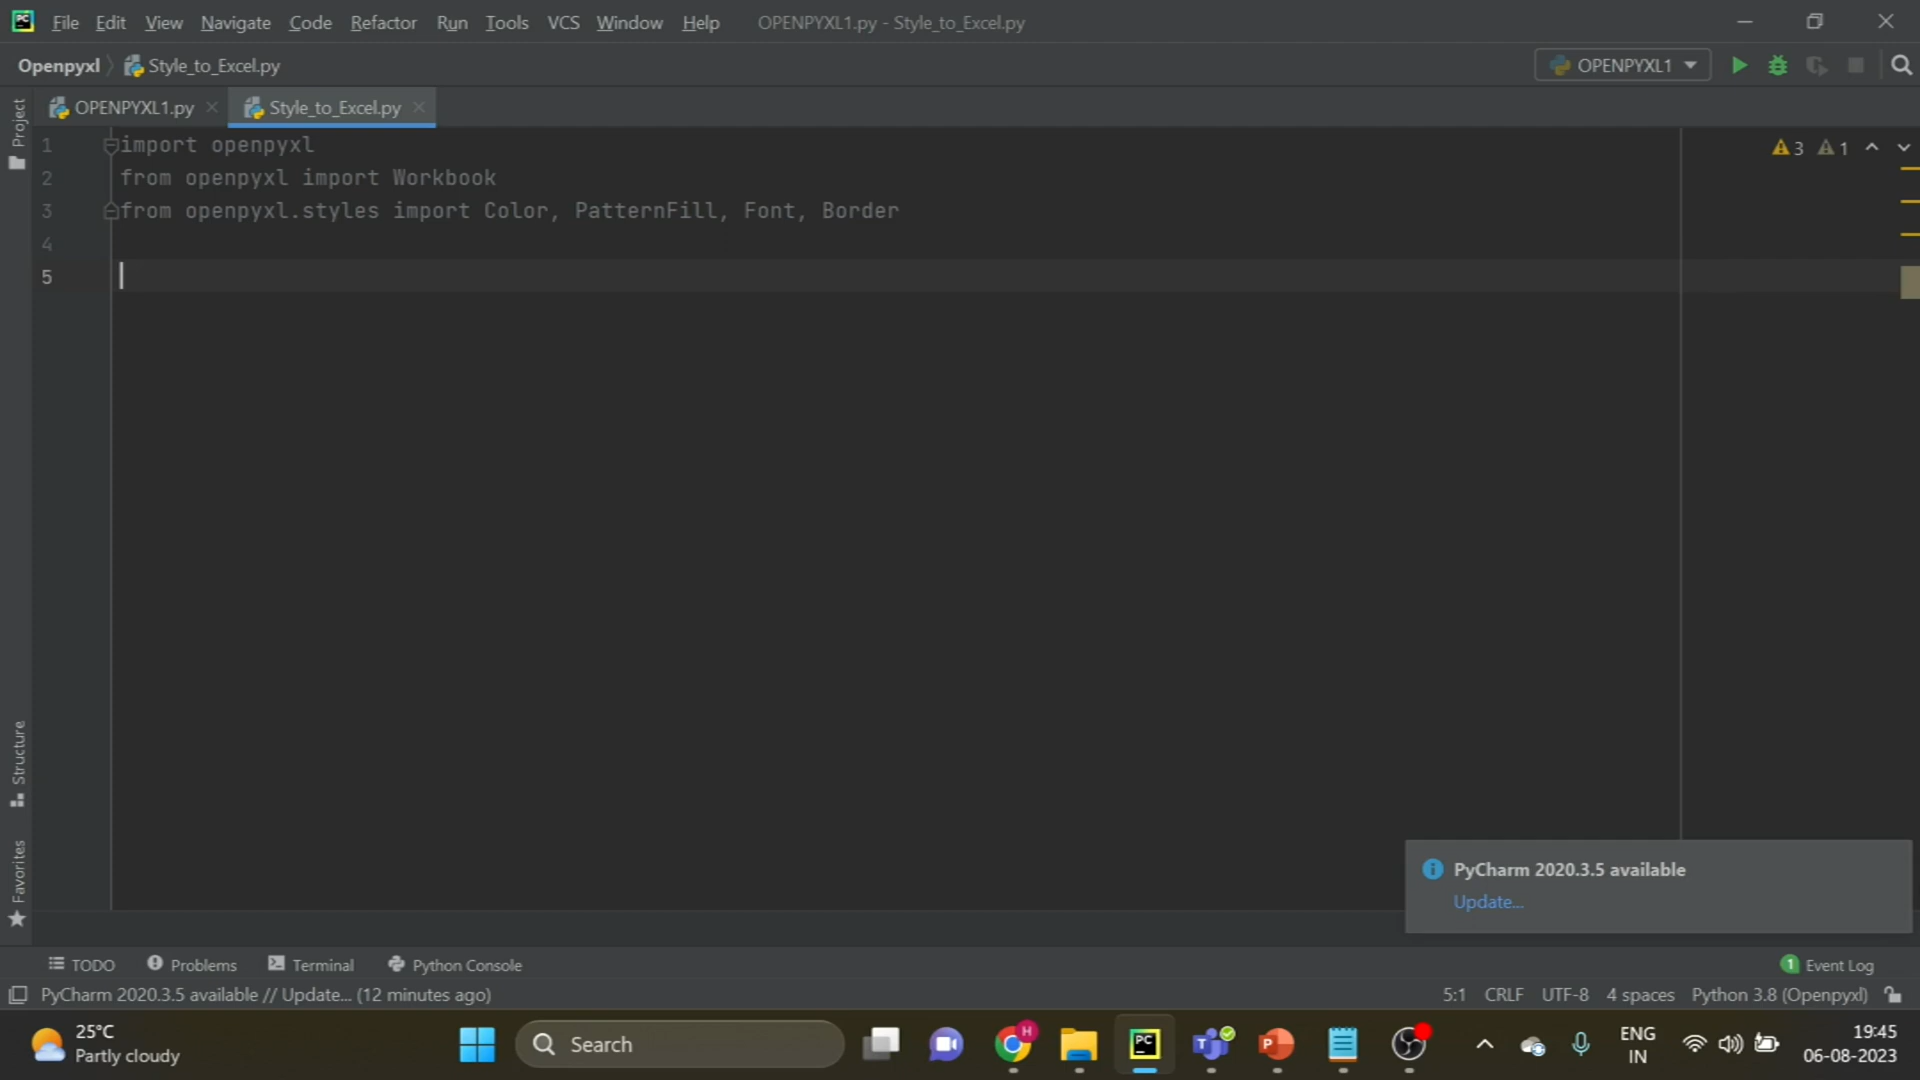 File Edit View Navigate Code Refactor Run Tools VCS Window Help OPENPYXL1.py - Style_to_Excel.py
Openpyxl Style_to_Excel.py OPENPYXL1
OPENPYXL1.py Style_to_Excel.py
Project
1 import openpyxl
3 1
2 from openpyxl import Workbook
3 from openpyxl.styles import Color, PatternFill, Font, Border
4
5
Structure
Favorites
PyCharm 2020.3.5 available
Update...
TODO Problems Terminal Python Console 1 Event Log
PyCharm 2020.3.5 available // Update... (12 minutes ago) 5:1 CRLF UTF-8 4 spaces Python 3.8 (Openpyxl)
25°C
Partly cloudy
Search
PC
H
P
ENG
IN
19:45
06-08-2023